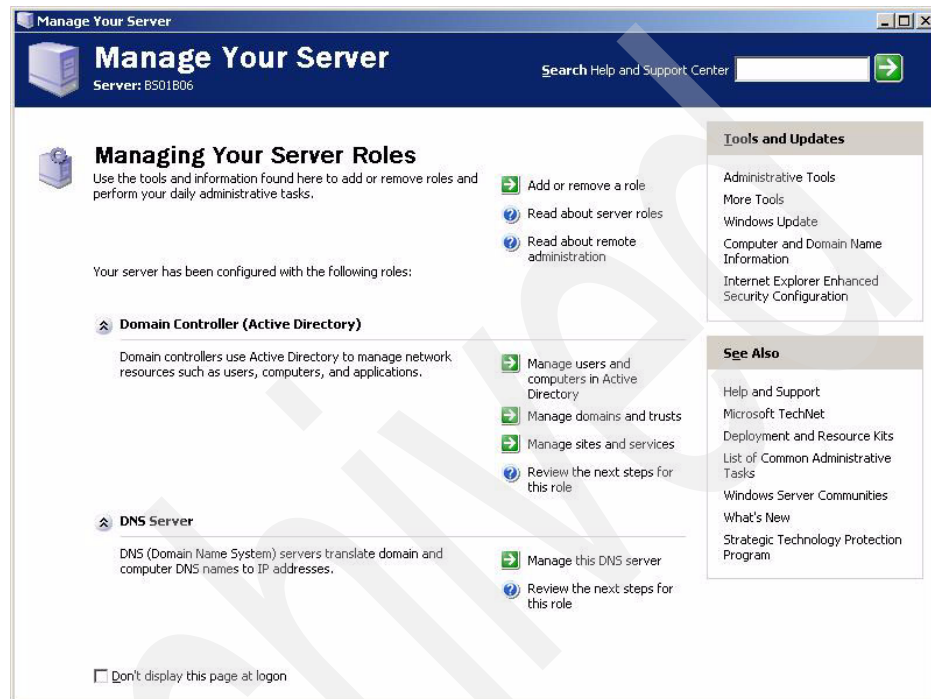 Manage Your Server
Manage Your Server
Server: BS01B06
Search Help and Support Center
Managing Your Server Roles
Use the tools and information found here to add or remove roles and
perform your daily administrative tasks.
Add or remove a role
Read about server roles
Read about remote
administration
Your server has been configured with the following roles:
Domain Controller (Active Directory)
Domain controllers use Active Directory to manage network
resources such as users, computers, and applications.
Manage users and
computers in Active
Directory
Manage domains and trusts
Manage sites and services
Review the next steps for
this role
DNS Server
DNS (Domain Name System) servers translate domain and
computer DNS names to IP addresses.
Manage this DNS server
Review the next steps for
this role
Don't display this page at logon
Tools and Updates
Administrative Tools
More Tools
Windows Update
Computer and Domain Name
Information
Internet Explorer Enhanced
Security Configuration
See Also
Help and Support
Microsoft TechNet
Deployment and Resource Kits
List of Common Administrative
Tasks
Windows Server Communities
What's New
Strategic Technology Protection
Program